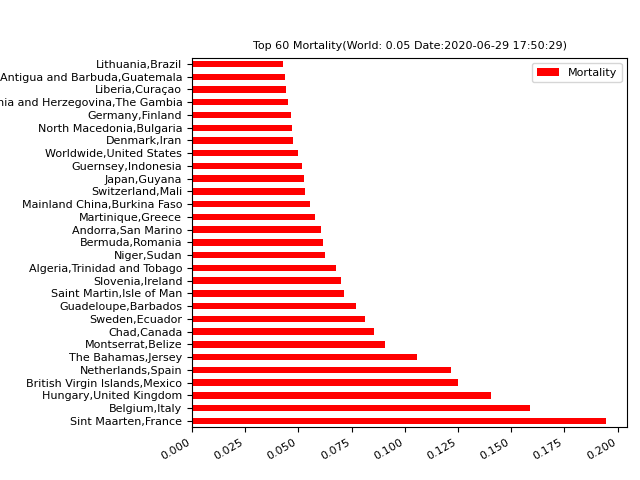 Top 60 Mortality(World: 0.05 Date:2020-06-29 17:50:29)
Mortality
Lithuania,Brazil
Antigua and Barbuda,Guatemala
Liberia,Curaçao
nia and Herzegovina,The Gambia
Germany,Finland
North Macedonia,Bulgaria
Denmark,Iran
Worldwide,United States
Guernsey,Indonesia
Japan,Guyana
Switzerland,Mali
Mainland China,Burkina Faso
Martinique,Greece
Andorra,San Marino
Bermuda,Romania
Niger,Sudan
Algeria,Trinidad and Tobago
Slovenia,Ireland
Saint Martin,Isle of Man
Guadeloupe,Barbados
Sweden,Ecuador
Chad,Canada
Montserrat,Belize
The Bahamas,Jersey
Netherlands,Spain
British Virgin Islands,Mexico
Hungary,United Kingdom
Belgium,Italy
Sint Maarten,France
0.000 0.025 0.050 0.075 0.100 0.125 0.150 0.175 0.200